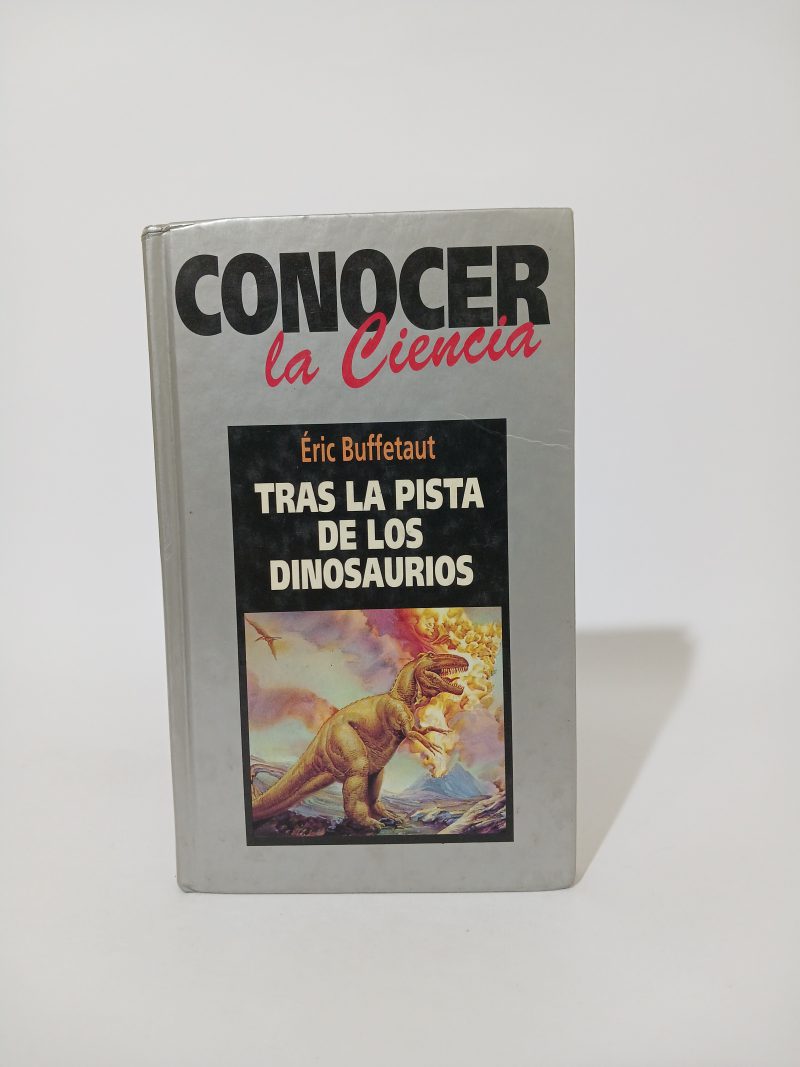 CONOCER
la Ciencia
Éric Buffetaut
TRAS LA PISTA
DE LOS
DINOSAURIOS